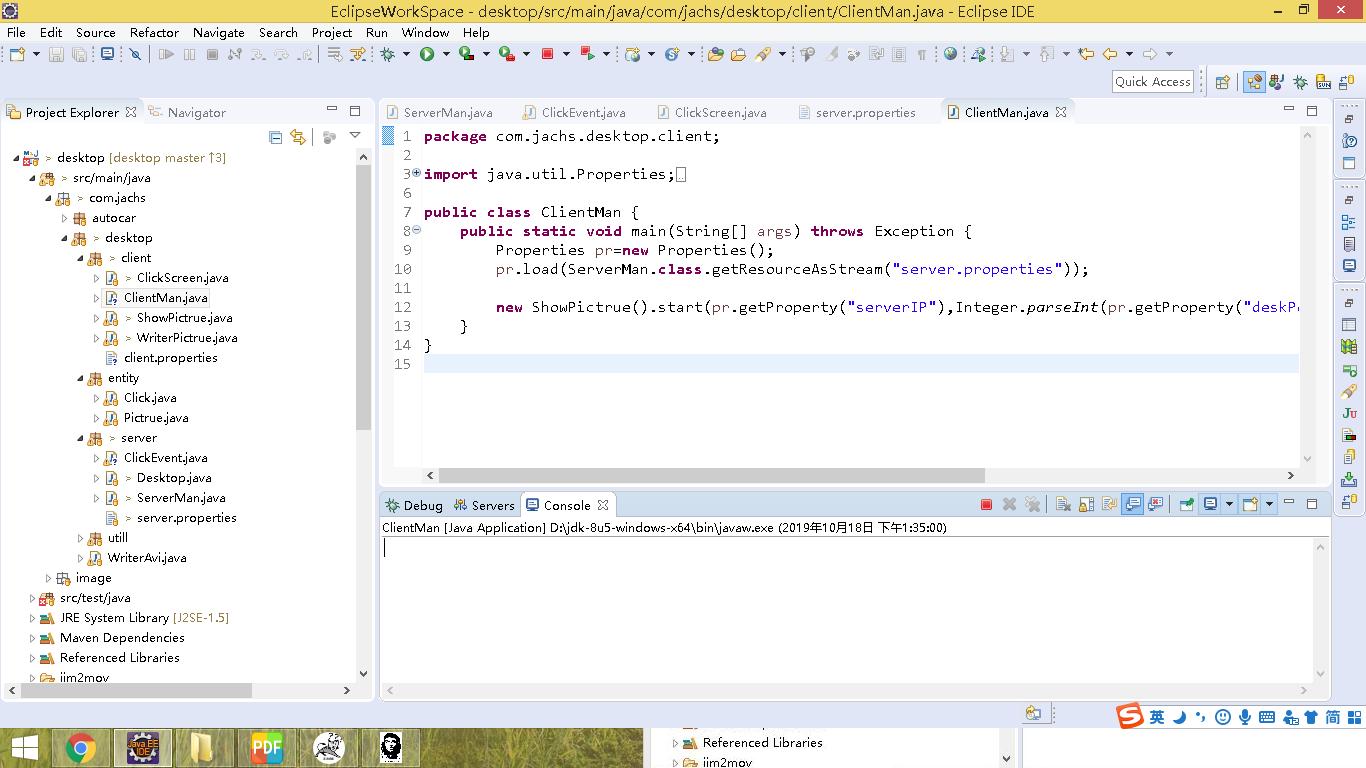 EclipseWorkSpace - desktop/src/main/java/com/jachs/desktop/client/ClientMan.java - Eclipse IDE
File Edit Source Refactor Navigate Search Project Run Window Help
Quick Access
Project Explorer
Navigator
> desktop [desktop master ↑3]
> src/main/java
> com.jachs
autocar
> desktop
> client
> ClickScreen.java
ClientMan.java
> ShowPictrue.java
> WriterPictrue.java
client.properties
entity
Click.java
Pictrue.java
> server
ClickEvent.java
> Desktop.java
> ServerMan.java
> server.properties
utill
WriterAvi.java
image
src/test/java
JRE System Library [J2SE-1.5]
Maven Dependencies
Referenced Libraries
jim2mov
ServerMan.java ClickEvent.java ClickScreen.java server.properties ClientMan.java
1 package com.jachs.desktop.client;
2
3 import java.util.Properties;
6
7 public class ClientMan {
8 public static void main(String[] args) throws Exception {
9 Properties pr=new Properties();
10 pr.load(ServerMan.class.getResourceAsStream("server.properties"));
11
12 new ShowPictrue().start(pr.getProperty("serverIP"),Integer.parseInt(pr.getProperty("deskP
13 }
14 }
15
Debug Servers Console
ClientMan [Java Application] D:\jdk-8u5-windows-x64\bin\javaw.exe (2019年10月18日 下午1:35:00)
英 简
Java EE IDE
PDF
Referenced Libraries
jim2mov